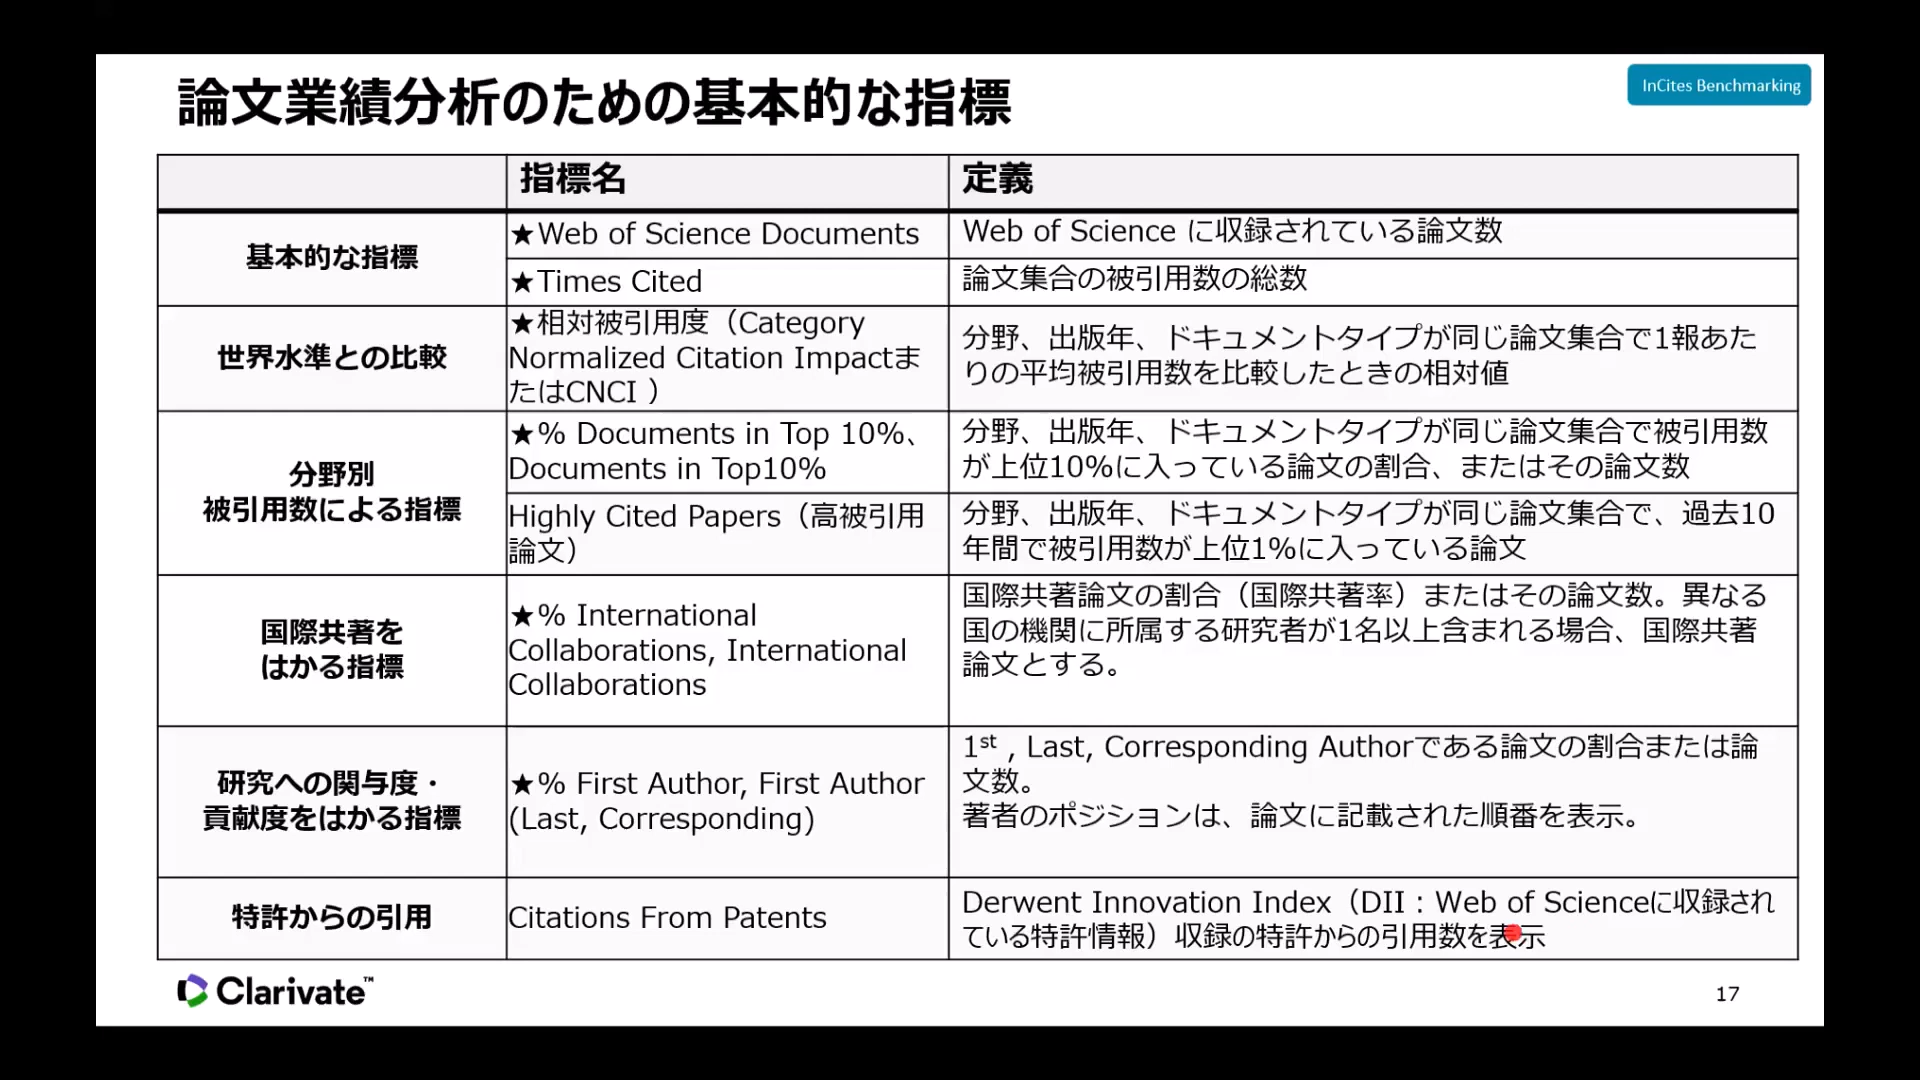 論文業績分析のための基本的な指標
InCites Benchmarking
指標名
定義
基本的な指標
★Web of Science Documents
Web of Science に収録されている論文数
★Times Cited
論文集合の被引用数の総数
世界水準との比較
★相対被引用度（Category
Normalized Citation Impactま
たはCNCI ）
分野、出版年、ドキュメントタイプが同じ論文集合で1報あた
りの平均被引用数を比較したときの相対値
分野別
被引用数による指標
★% Documents in Top 10%、
Documents in Top10%
分野、出版年、ドキュメントタイプが同じ論文集合で被引用数
が上位10%に入っている論文の割合、またはその論文数
Highly Cited Papers（高被引用
論文）
分野、出版年、ドキュメントタイプが同じ論文集合で、過去10
年間で被引用数が上位1%に入っている論文
国際共著を
はかる指標
★% International
Collaborations, International
Collaborations
国際共著論文の割合（国際共著率）またはその論文数。異なる
国の機関に所属する研究者が1名以上含まれる場合、国際共著
論文とする。
研究への関与度・
貢献度をはかる指標
★% First Author, First Author
(Last, Corresponding)
1st , Last, Corresponding Authorである論文の割合または論
文数。
著者のポジションは、論文に記載された順番を表示。
特許からの引用
Citations From Patents
Derwent Innovation Index（DII：Web of Scienceに収録され
ている特許情報）収録の特許からの引用数を表示
Clarivate™
17